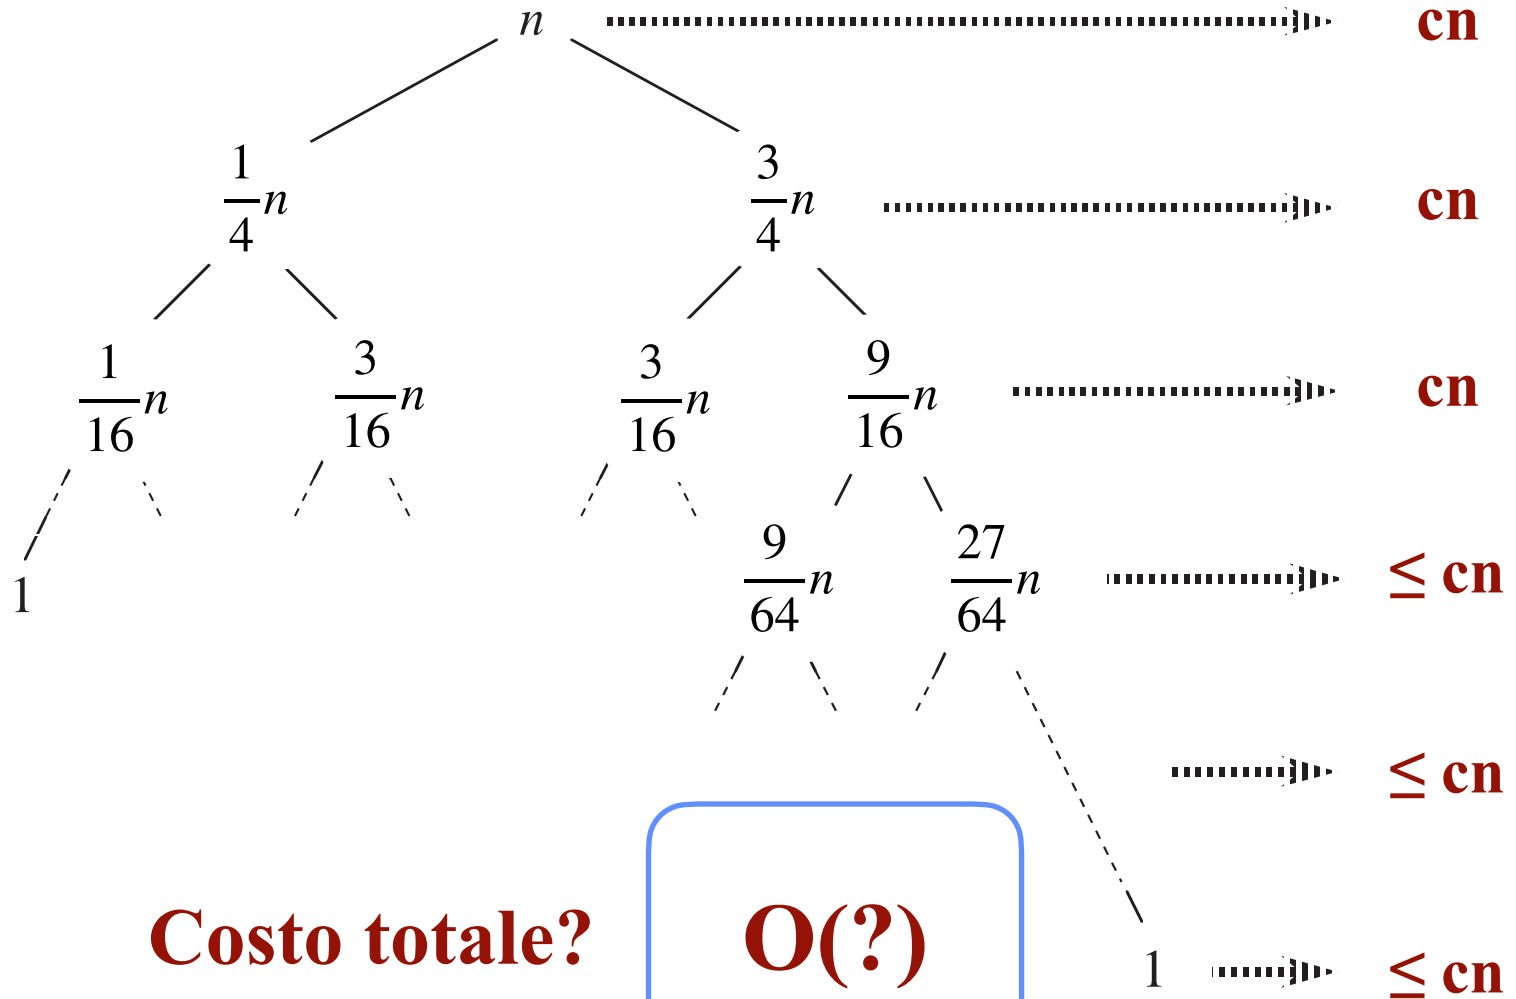 n cn
1/4 n 3/4 n cn
1/16 n 3/16 n 3/16 n 9/16 n cn
9/64 n 27/64 n ≤ cn
1
≤ cn
Costo totale? O(?)
1 ≤ cn